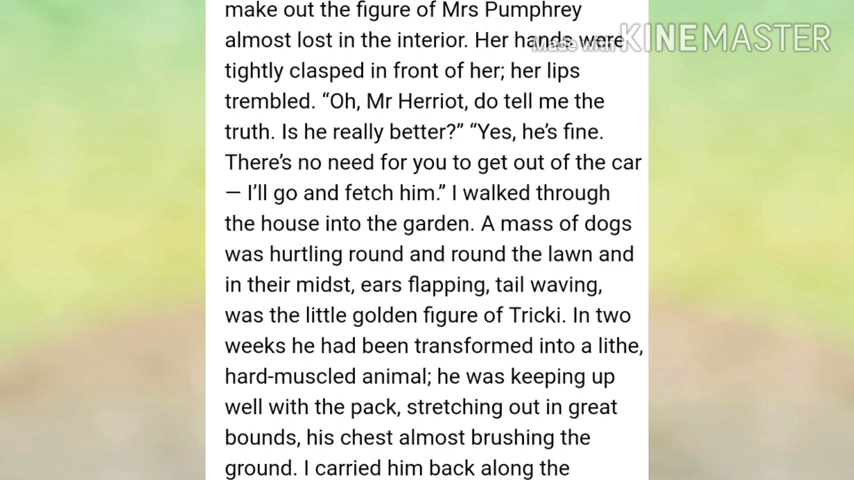 make out the figure of Mrs Pumphrey
almost lost in the interior. Her hands were
Made with KINEMASTER
tightly clasped in front of her; her lips
trembled. “Oh, Mr Herriot, do tell me the
truth. Is he really better?” “Yes, he’s fine.
There’s no need for you to get out of the car
— I’ll go and fetch him.” I walked through
the house into the garden. A mass of dogs
was hurtling round and round the lawn and
in their midst, ears flapping, tail waving,
was the little golden figure of Tricki. In two
weeks he had been transformed into a lithe,
hard-muscled animal; he was keeping up
well with the pack, stretching out in great
bounds, his chest almost brushing the
ground. I carried him back along the